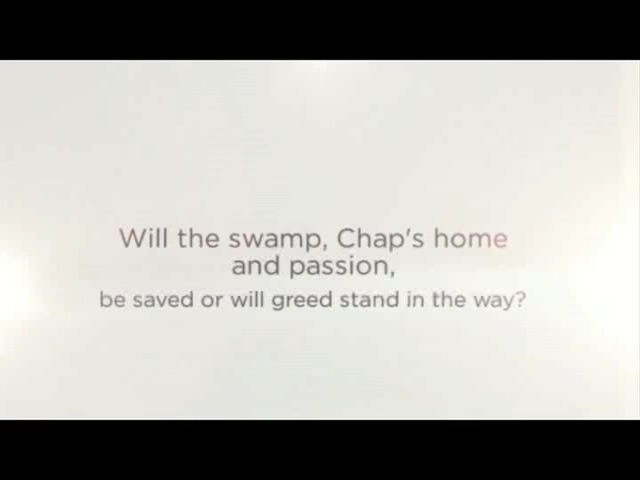 Will the swamp, Chap's home
and passion,
be saved or will greed stand in the way?